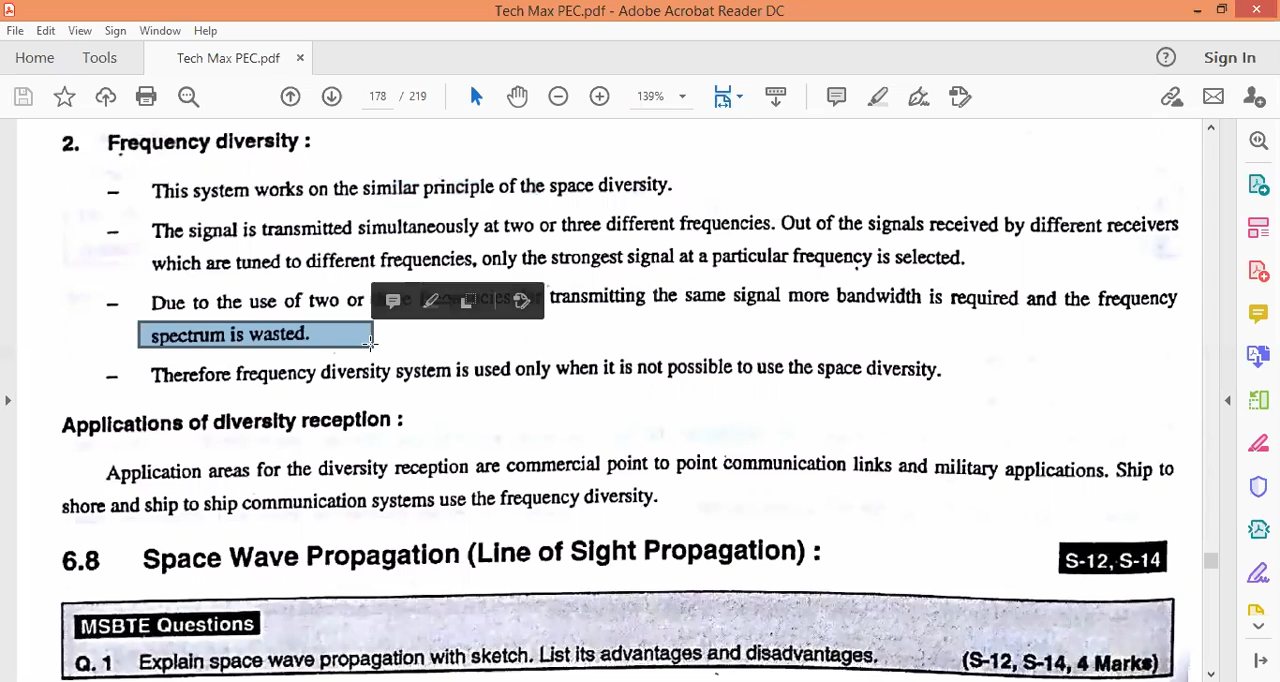 Tech Max PEC.pdf - Adobe Acrobat Reader DC
File Edit View Sign Window Help
Home Tools Tech Max PEC.pdf × Sign In
178 / 219 139%
2. Frequency diversity :
– This system works on the similar principle of the space diversity.
– The signal is transmitted simultaneously at two or three different frequencies. Out of the signals received by different receivers
which are tuned to different frequencies, only the strongest signal at a particular frequency is selected.
– Due to the use of two or transmitting the same signal more bandwidth is required and the frequency
spectrum is wasted.
– Therefore frequency diversity system is used only when it is not possible to use the space diversity.
Applications of diversity reception :
Application areas for the diversity reception are commercial point to point communication links and military applications. Ship to
shore and ship to ship communication systems use the frequency diversity.
6.8 Space Wave Propagation (Line of Sight Propagation) : S-12, S-14
MSBTE Questions
Q. 1 Explain space wave propagation with sketch. List its advantages and disadvantages. (S-12, S-14, 4 Marks)